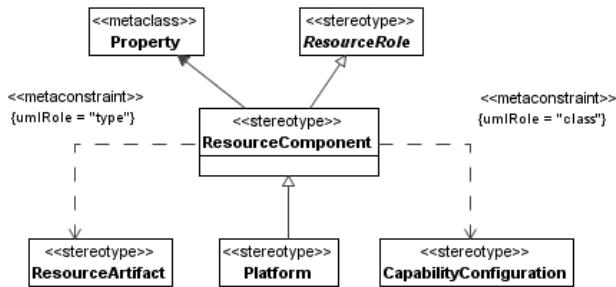 <<metaclass>>
Property
<<stereotype>>
ResourceRole
<<metaconstraint>>
{umlRole = "type"}
<<metaconstraint>>
{umlRole = "class"}
<<stereotype>>
ResourceComponent
<<stereotype>>
ResourceArtifact
<<stereotype>>
Platform
<<stereotype>>
CapabilityConfiguration